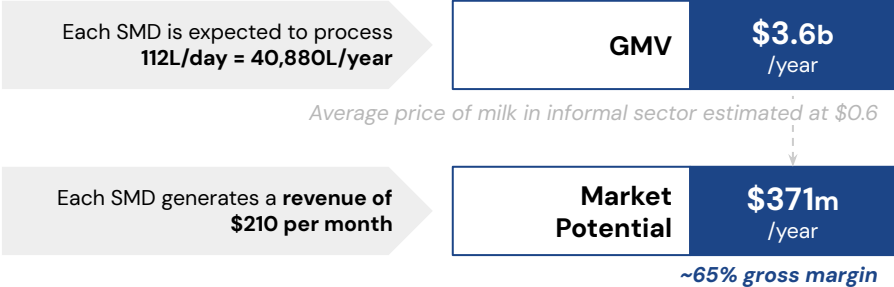 Each SMD is expected to process
112L/day = 40,880L/year
GMV
$3.6b
/year
Average price of milk in informal sector estimated at $0.6
Each SMD generates a revenue of
$210 per month
Market
Potential
$371m
/year
~65% gross margin